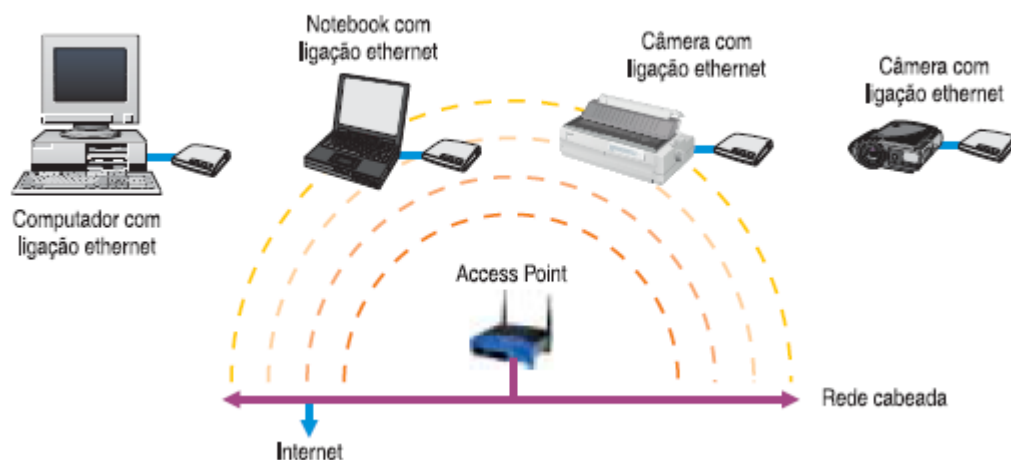 Notebook com
ligação ethernet
Câmera com
ligação ethernet
Câmera com
ligação ethernet
Computador com
ligação ethernet
Access Point
Rede cabeada
Internet